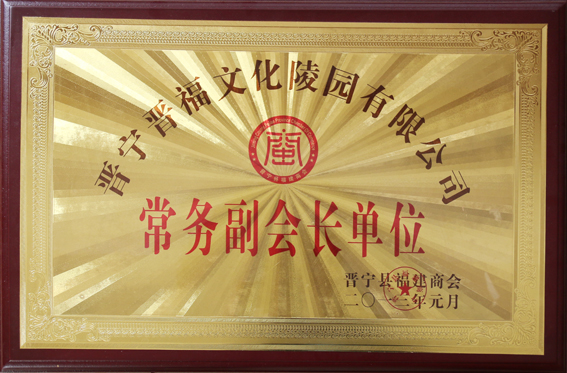 晋宁晋福文化陵园有限公司
常务副会长单位
晋宁县福建商会
二〇一二年元月